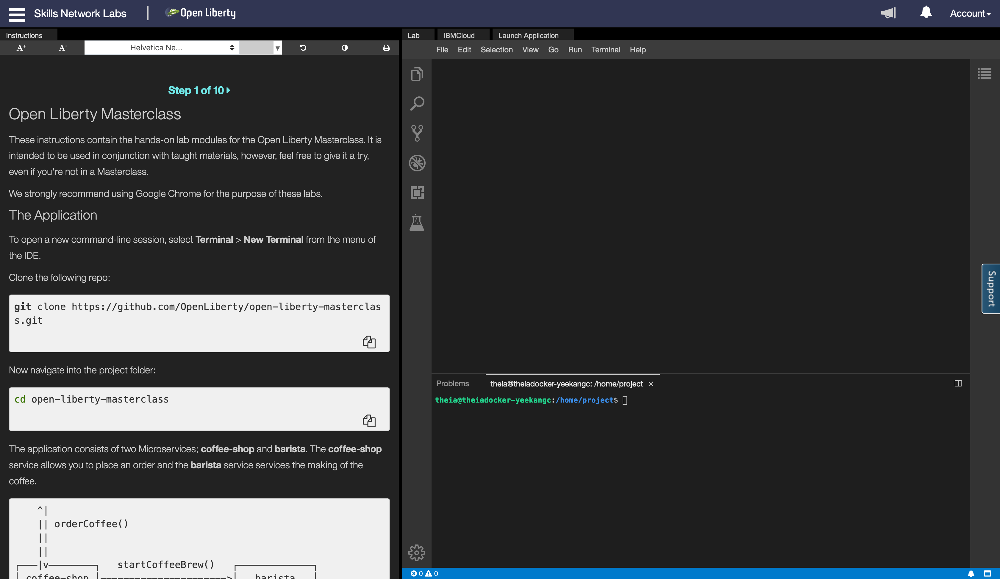 Skills Network Labs
Open Liberty
Account
Instructions
A+ A-
Helvetica Ne...
Step 1 of 10
Open Liberty Masterclass
These instructions contain the hands-on lab modules for the Open Liberty Masterclass. It is
intended to be used in conjunction with taught materials, however, feel free to give it a try,
even if you're not in a Masterclass.
We strongly recommend using Google Chrome for the purpose of these labs.
The Application
To open a new command-line session, select Terminal > New Terminal from the menu of
the IDE.
Clone the following repo:
git clone https://github.com/OpenLiberty/open-liberty-masterclas
s.git
Now navigate into the project folder:
cd open-liberty-masterclass
The application consists of two Microservices; coffee-shop and barista. The coffee-shop
service allows you to place an order and the barista service services the making of the
coffee.
^|
|| orderCoffee()
||
||
|v startCoffeeBrew()
coffee-shop ----------------------> barista
Lab IBMCloud Launch Application
File Edit Selection View Go Run Terminal Help
Support
Problems theia@theiadocker-yeekangc: /home/project ×
theia@theiadocker-yeekangc:/home/project$
0 0